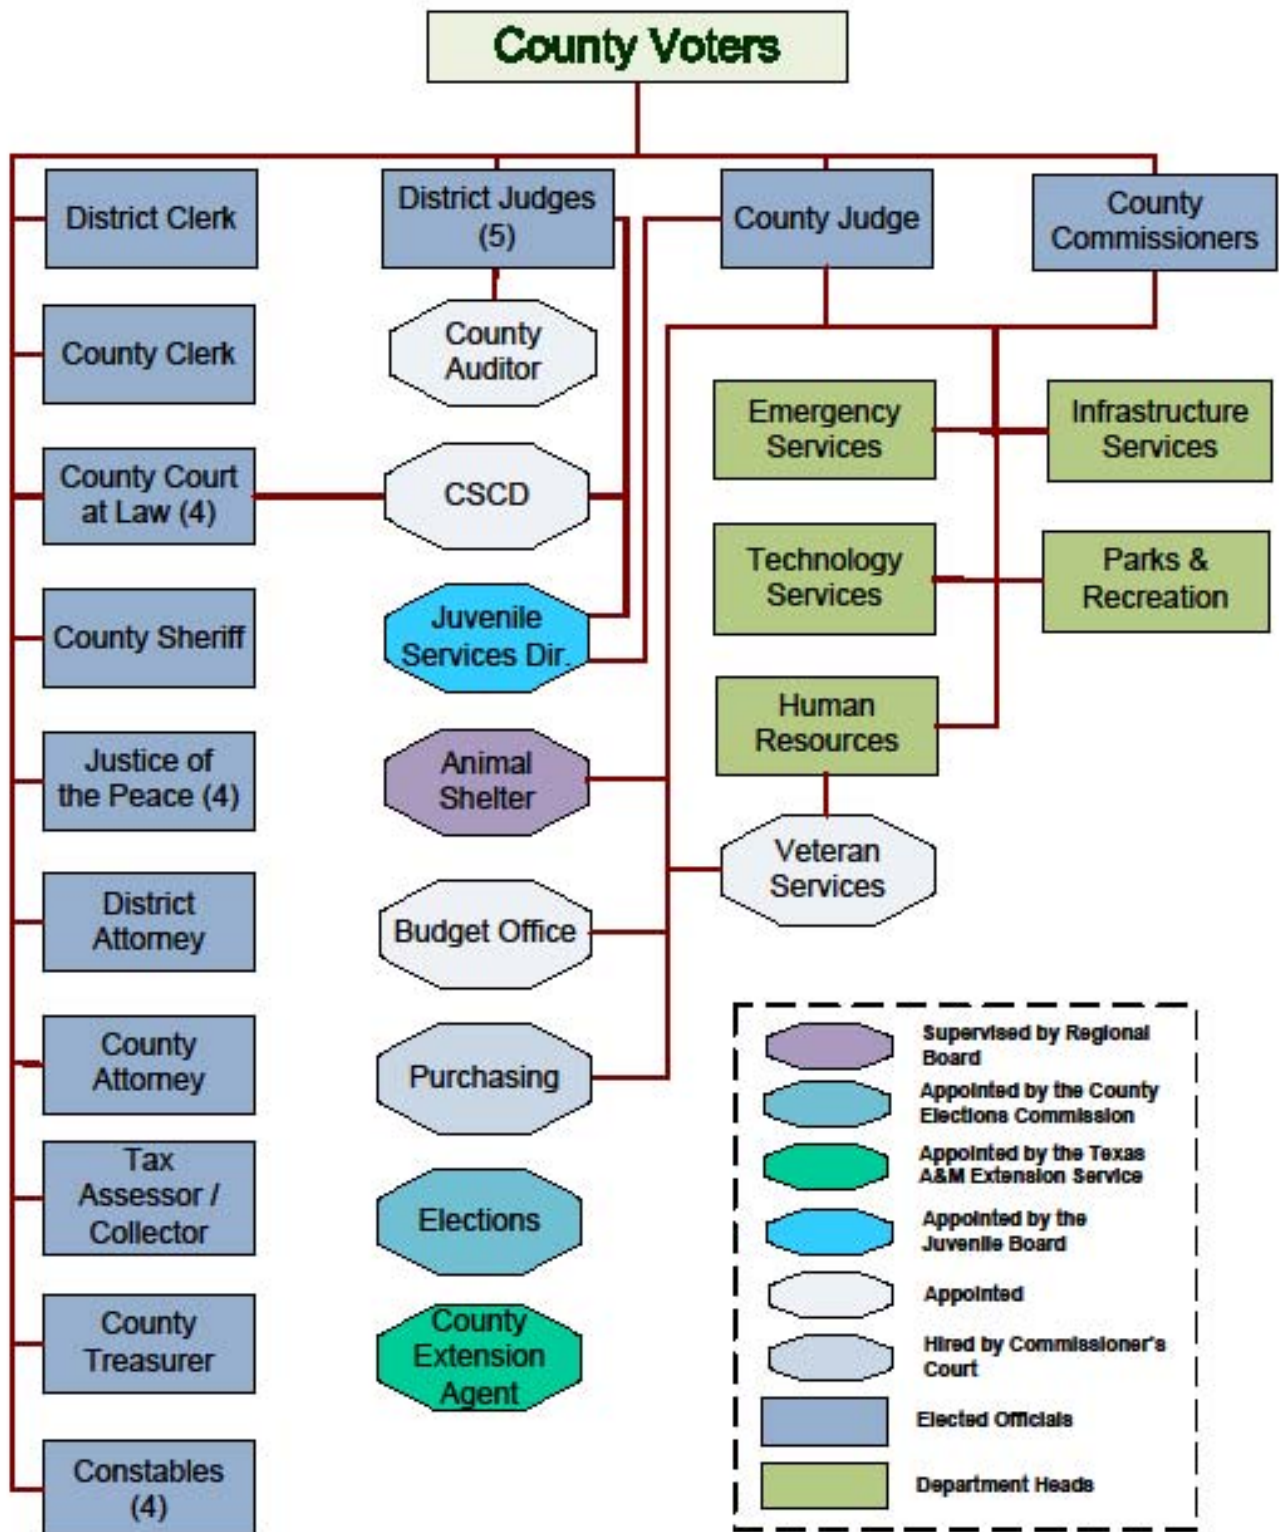 County Voters
District Clerk
District Judges
(5)
County Judge
County
Commissioners
County Clerk
County
Auditor
Emergency
Services
Infrastructure
Services
County Court
at Law (4)
CSCD
Technology
Services
Parks &
Recreation
County Sheriff
Juvenile
Services Dir.
Human
Resources
Justice of
the Peace (4)
Animal
Shelter
Veteran
Services
District
Attorney
Budget Office
County
Attorney
Purchasing
Tax
Assessor /
Collector
Elections
County
Treasurer
County
Extension
Agent
Constables
(4)
Supervised by Regional
Board
Appointed by the County
Elections Commission
Appointed by the Texas
A&M Extension Service
Appointed by the
Juvenile Board
Appointed
Hired by Commissioner's
Court
Elected Officials
Department Heads